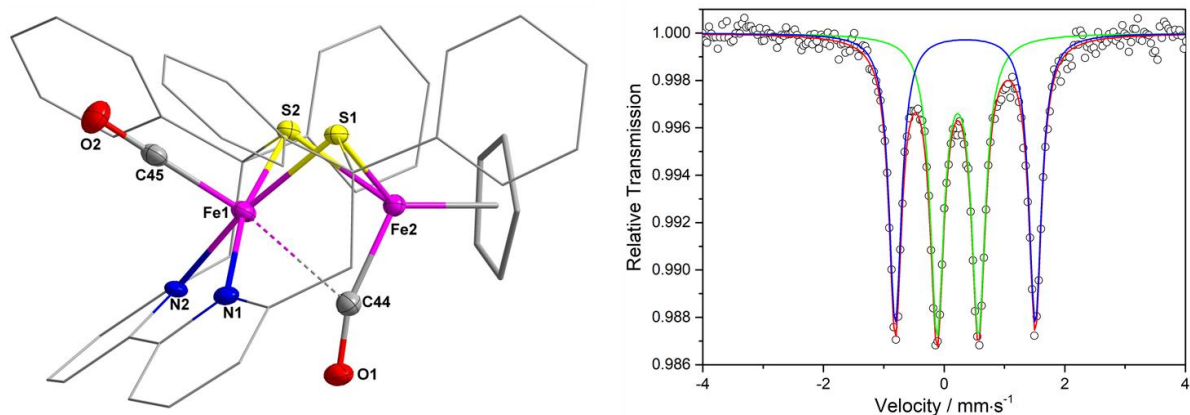 S2
S1
O2
C45
Fe1
Fe2
N2
N1
C44
O1
Relative Transmission
1.000
0.998
0.996
0.994
0.992
0.990
0.988
0.986
-4
-2
0
2
4
Velocity / mm·s⁻¹